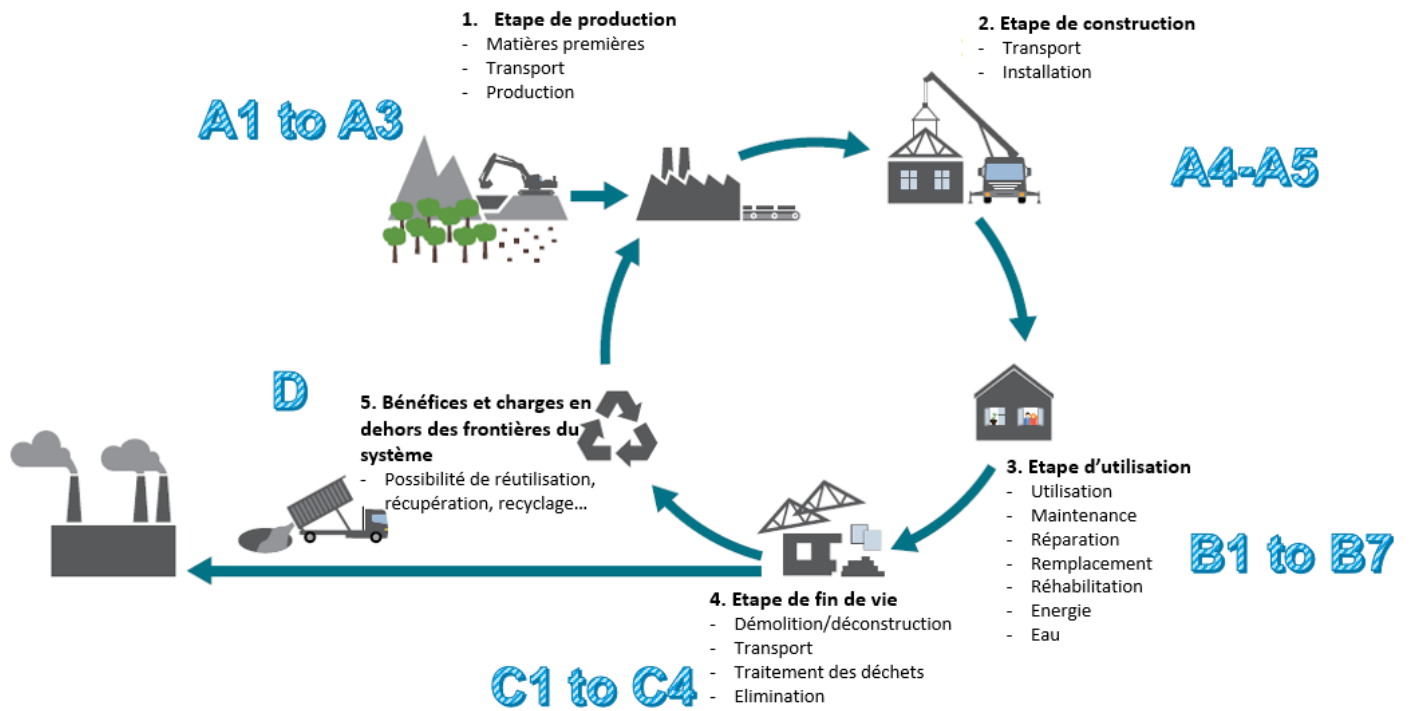 1. Etape de production
- Matières premières
- Transport
- Production
A1 to A3
2. Etape de construction
- Transport
- Installation
A4-A5
3. Etape d’utilisation
- Utilisation
- Maintenance
- Réparation
- Remplacement
- Réhabilitation
- Energie
- Eau
B1 to B7
4. Etape de fin de vie
- Démolition/déconstruction
- Transport
- Traitement des déchets
- Elimination
C1 to C4
D
5. Bénéfices et charges en
dehors des frontières du
système
- Possibilité de réutilisation,
récupération, recyclage…